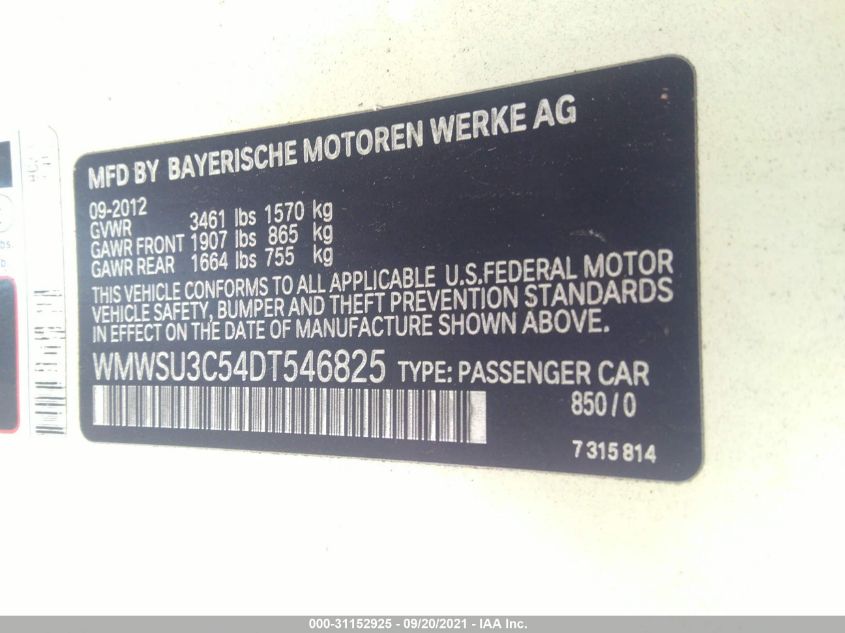 MFD BY BAYERISCHE MOTOREN WERKE AG
09-2012
GVWR 3461 lbs 1570 kg
GAWR FRONT 1907 lbs 865 kg
GAWR REAR 1664 lbs 755 kg
THIS VEHICLE CONFORMS TO ALL APPLICABLE U.S.FEDERAL MOTOR
VEHICLE SAFETY, BUMPER AND THEFT PREVENTION STANDARDS
IN EFFECT ON THE DATE OF MANUFACTURE SHOWN ABOVE.
WMWSU3C54DT546825 TYPE: PASSENGER CAR
850/0
7 315 814
000-31152925 - 09/20/2021 - IAA Inc.